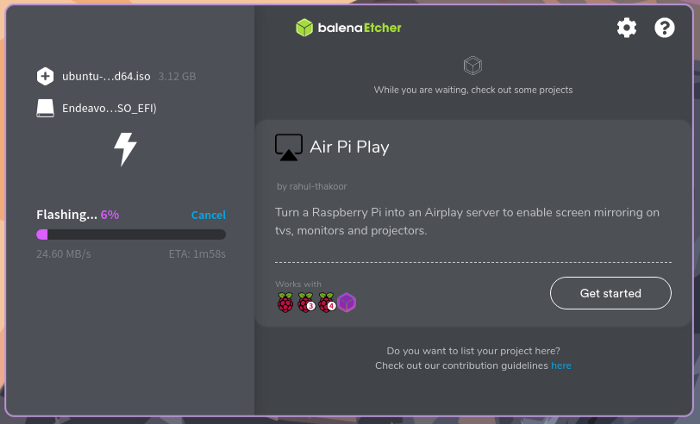 balenaEtcher
ubuntu-...d64.iso 3.12 GB
Endeavo...SO_EFI)
Flashing... 6% Cancel
24.60 MB/s ETA: 1m58s
While you are waiting, check out some projects
Air Pi Play
by rahul-thakoor
Turn a Raspberry Pi into an Airplay server to enable screen mirroring on
tvs, monitors and projectors.
Works with
3 4
Get started
Do you want to list your project here?
Check out our contribution guidelines here